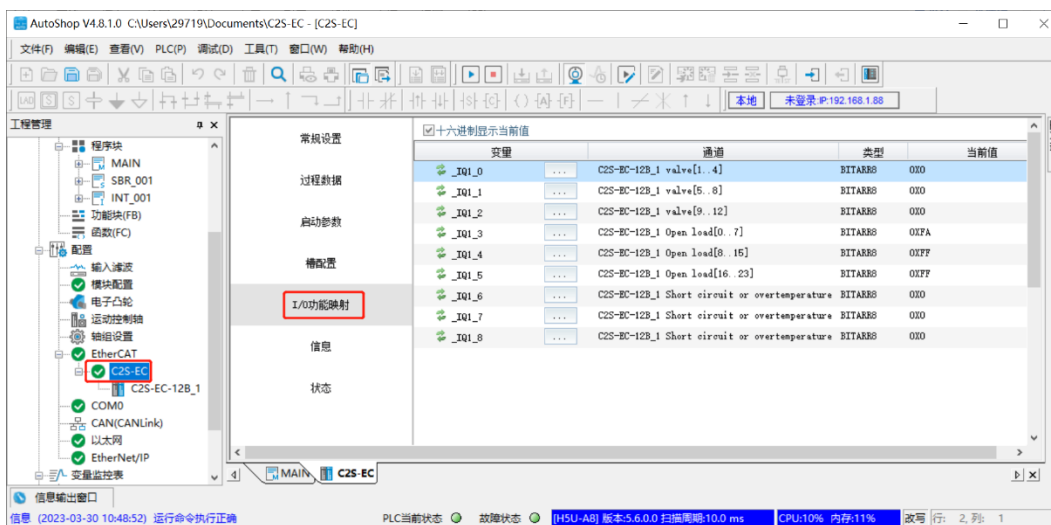 AutoShop V4.8.1.0 C:\Users\29719\Documents\C2S-EC - [C2S-EC]
文件(F) 编辑(E) 查看(V) PLC(P) 调试(D) 工具(T) 窗口(W) 帮助(H)
本地 未登录:IP:192.168.1.88
工程管理
程序块
MAIN
SBR_001
INT_001
功能块(FB)
函数(FC)
配置
输入滤波
模块配置
电子凸轮
运动控制轴
轴组设置
EtherCAT
C2S-EC
C2S-EC-12B_1
COM0
CAN(CANLink)
以太网
EtherNet/IP
变量监控表
常规设置
过程数据
启动参数
槽配置
I/O功能映射
信息
状态
十六进制显示当前值
变量 通道 类型 当前值
_IQ1_0 ... C2S-EC-12B_1 valve[1..4] BITARR8 0X0
_IQ1_1 ... C2S-EC-12B_1 valve[5..8] BITARR8 0X0
_IQ1_2 ... C2S-EC-12B_1 valve[9..12] BITARR8 0X0
_IQ1_3 ... C2S-EC-12B_1 Open load[0..7] BITARR8 0XFA
_IQ1_4 ... C2S-EC-12B_1 Open load[8..15] BITARR8 0XFF
_IQ1_5 ... C2S-EC-12B_1 Open load[16..23] BITARR8 0XFF
_IQ1_6 ... C2S-EC-12B_1 Short circuit or overtemperature BITARR8 0X0
_IQ1_7 ... C2S-EC-12B_1 Short circuit or overtemperature BITARR8 0X0
_IQ1_8 ... C2S-EC-12B_1 Short circuit or overtemperature BITARR8 0X0
MAIN C2S-EC
信息输出窗口
信息 (2023-03-30 10:48:52) 运行命令执行正确 PLC当前状态 故障状态 [H5U-A8] 版本:5.6.0.0 扫描周期:10.0 ms CPU:10% 内存:11% 改写 行: 2,列: 1